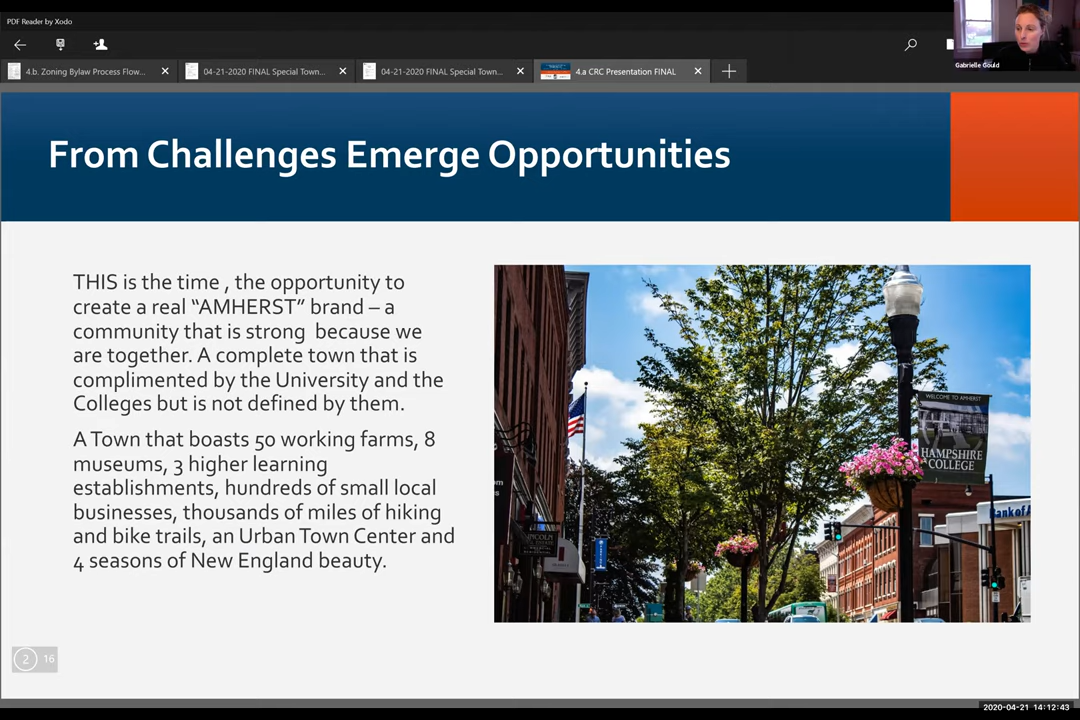 PDF Reader by Xodo
4.b. Zoning Bylaw Process Flow...
04-21-2020 FINAL Special Town...
04-21-2020 FINAL Special Town...
4.a CRC Presentation FINAL
Gabrielle Gould
From Challenges Emerge Opportunities
THIS is the time , the opportunity to
create a real “AMHERST” brand – a
community that is strong  because we
are together. A complete town that is
complimented by the University and the
Colleges but is not defined by them.
A Town that boasts 50 working farms, 8
museums, 3 higher learning
establishments, hundreds of small local
businesses, thousands of miles of hiking
and bike trails, an Urban Town Center and
4 seasons of New England beauty.
WELCOME TO AMHERST
HAMPSHIRE
COLLEGE
Bank of A
LINCOLN
2 16
2020-04-21 14:12:43